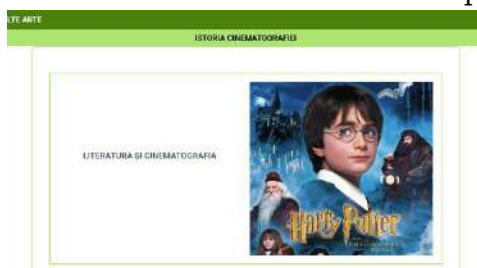 LTE ARTE
ISTORIA CINEMATOGRAFIEI
LITERATURA ȘI CINEMATOGRAFIA
Harry Potter